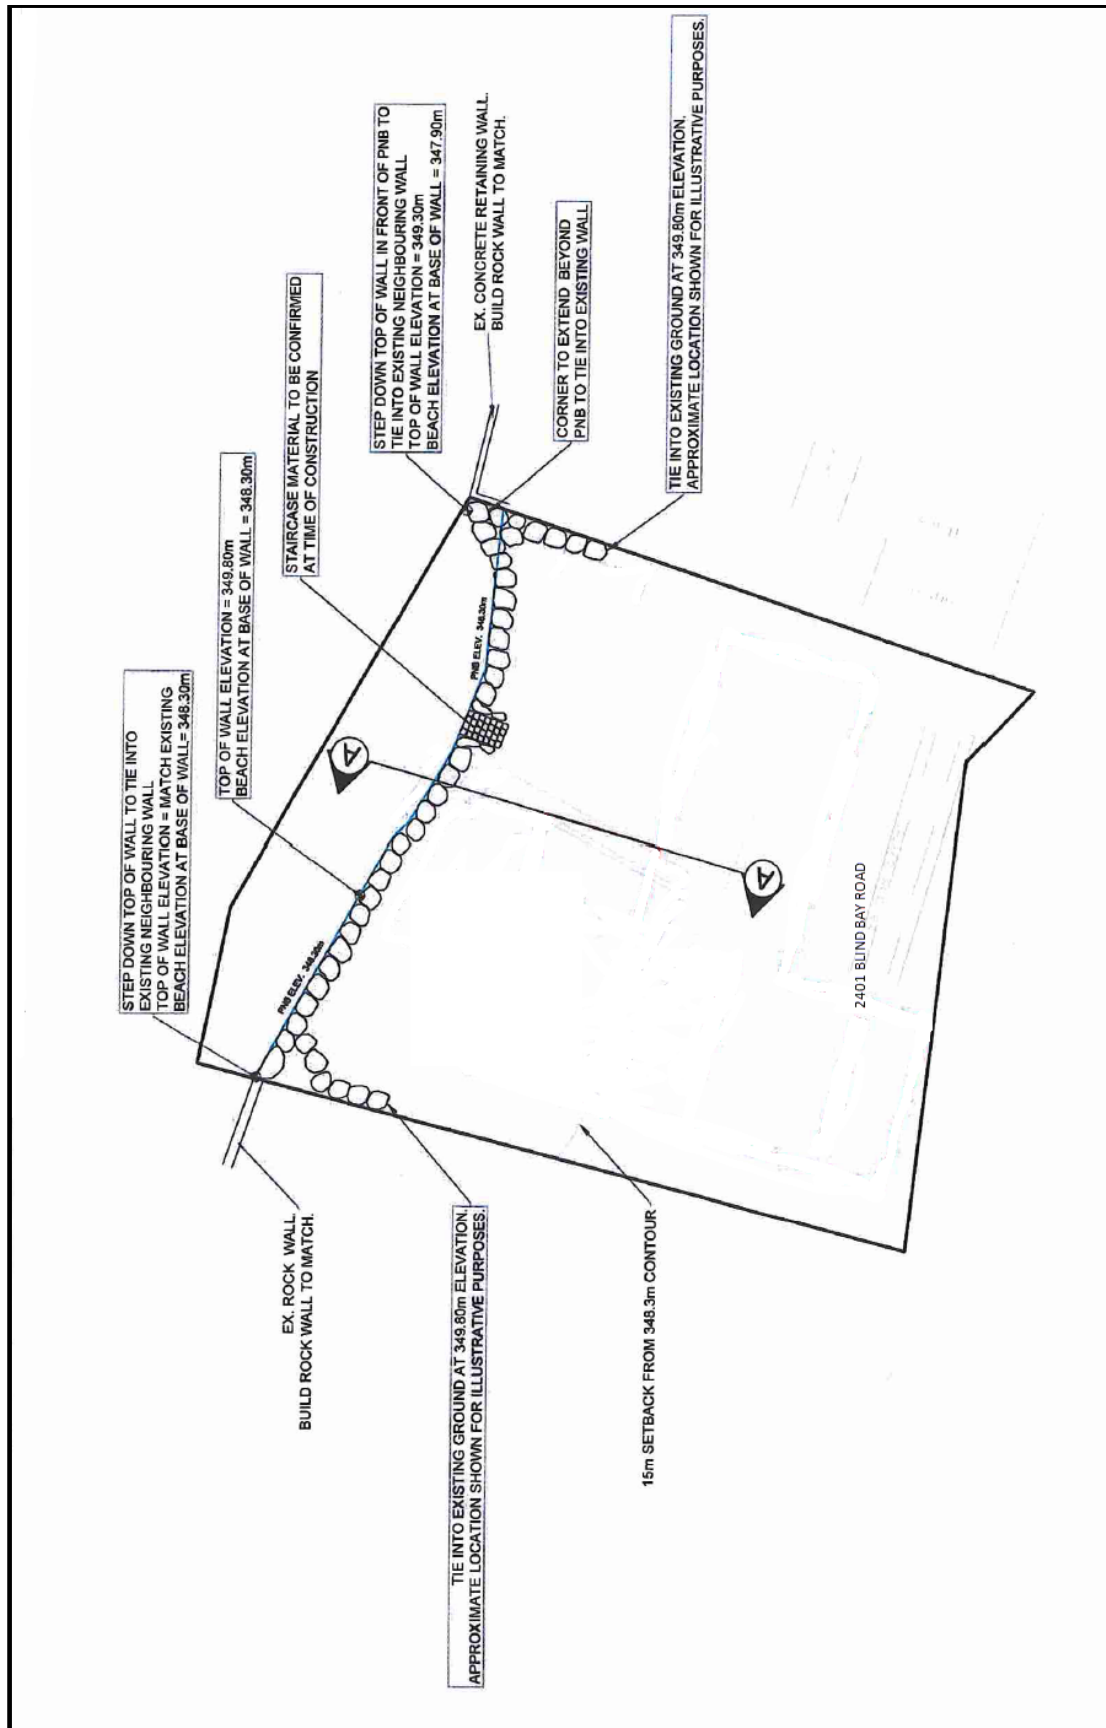 STEP DOWN TOP OF WALL TO TIE INTO
EXISTING NEIGHBOURING WALL
TOP OF WALL ELEVATION = MATCH EXISTING
BEACH ELEVATION AT BASE OF WALL= 348.30m
TOP OF WALL ELEVATION = 349.80m
BEACH ELEVATION AT BASE OF WALL = 348.30m
STAIRCASE MATERIAL TO BE CONFIRMED
AT TIME OF CONSTRUCTION
STEP DOWN TOP OF WALL IN FRONT OF PNB TO
TIE INTO EXISTING NEIGHBOURING WALL
TOP OF WALL ELEVATION = 349.30m
BEACH ELEVATION AT BASE OF WALL = 347.90m
EX. CONCRETE RETAINING WALL.
BUILD ROCK WALL TO MATCH.
CORNER TO EXTEND BEYOND
PNB TO TIE INTO EXISTING WALL
TIE INTO EXISTING GROUND AT 349.80m ELEVATION.
APPROXIMATE LOCATION SHOWN FOR ILLUSTRATIVE PURPOSES.
PNB ELEV. 348.30m
PNB ELEV. 348.30m
A
A
EX. ROCK WALL.
BUILD ROCK WALL TO MATCH.
TIE INTO EXISTING GROUND AT 349.80m ELEVATION.
APPROXIMATE LOCATION SHOWN FOR ILLUSTRATIVE PURPOSES.
15m SETBACK FROM 348.3m CONTOUR
2401 BLIND BAY ROAD